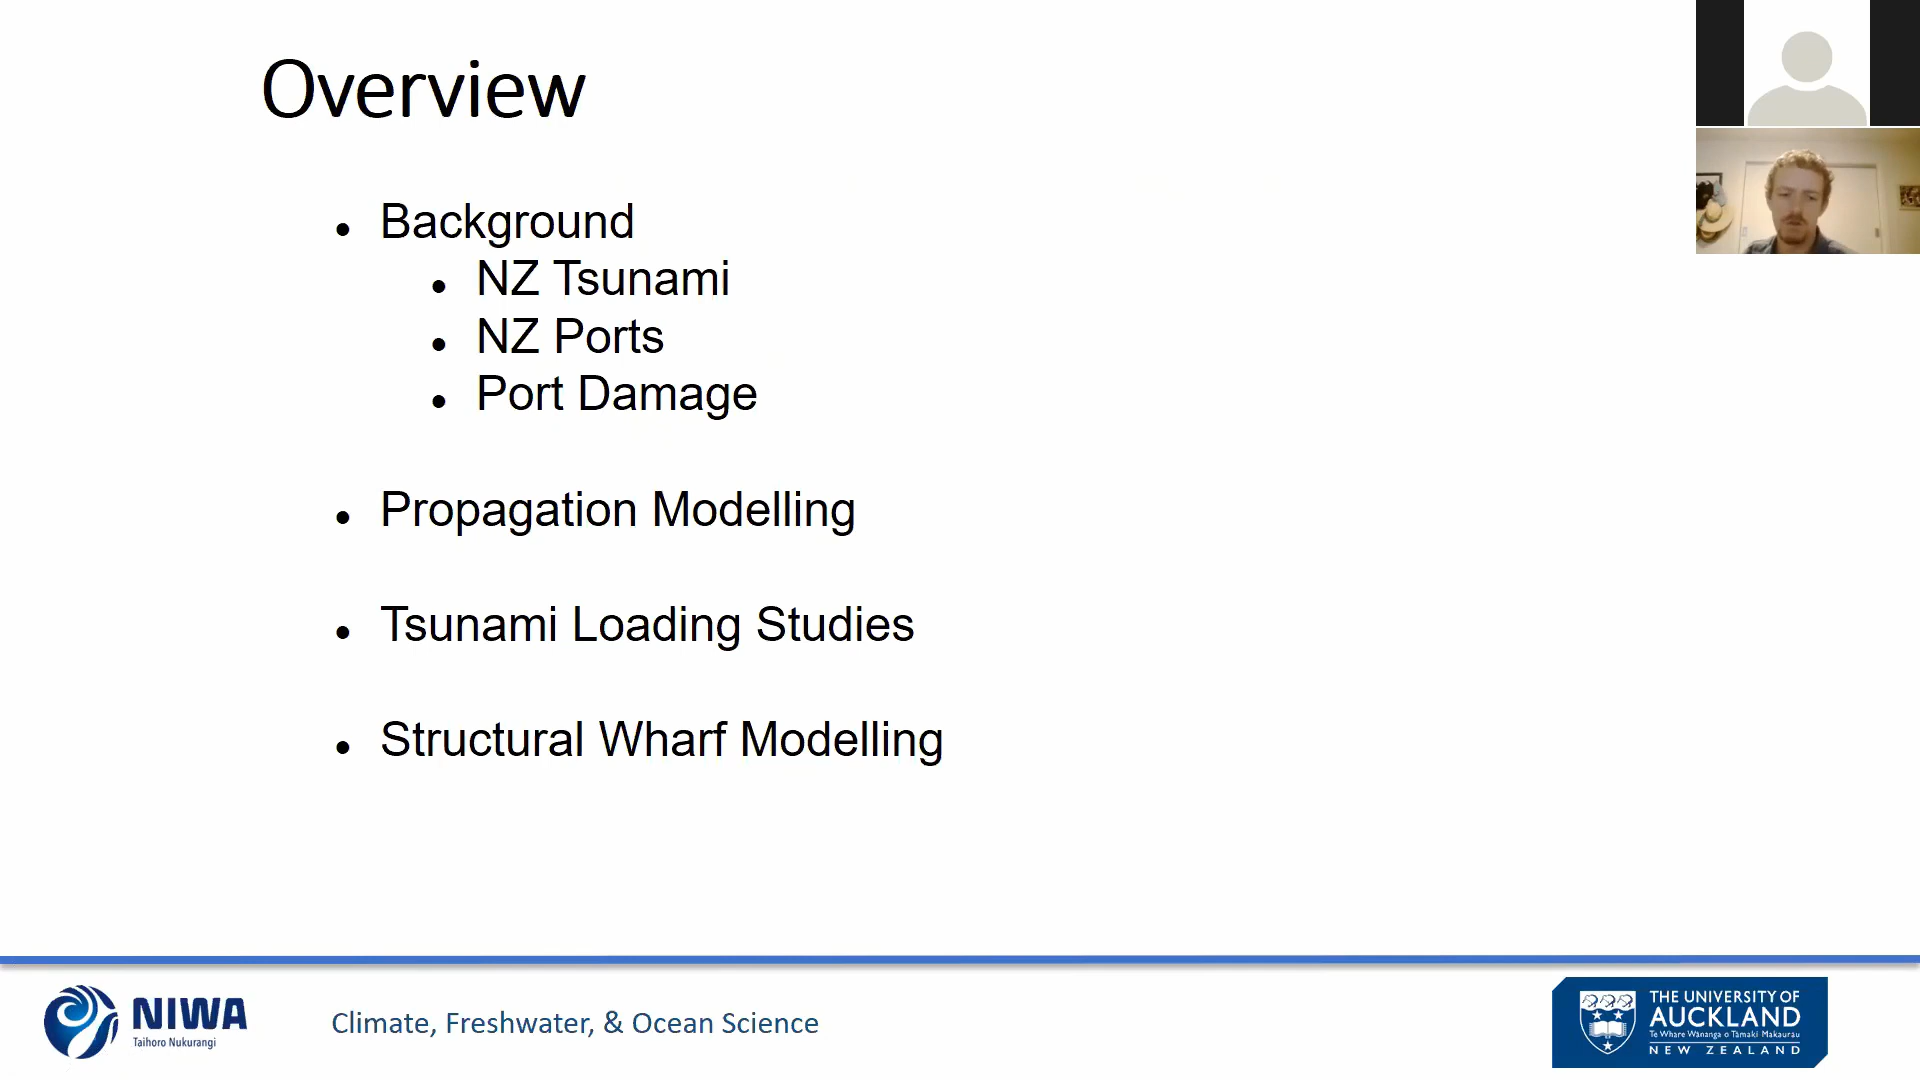 Overview
• Background
• NZ Tsunami
• NZ Ports
• Port Damage
• Propagation Modelling
• Tsunami Loading Studies
• Structural Wharf Modelling
NIWA
Taihoro Nukurangi
Climate, Freshwater, & Ocean Science
THE UNIVERSITY OF
AUCKLAND
Te Whare Wānanga o Tāmaki Makaurau
NEW ZEALAND